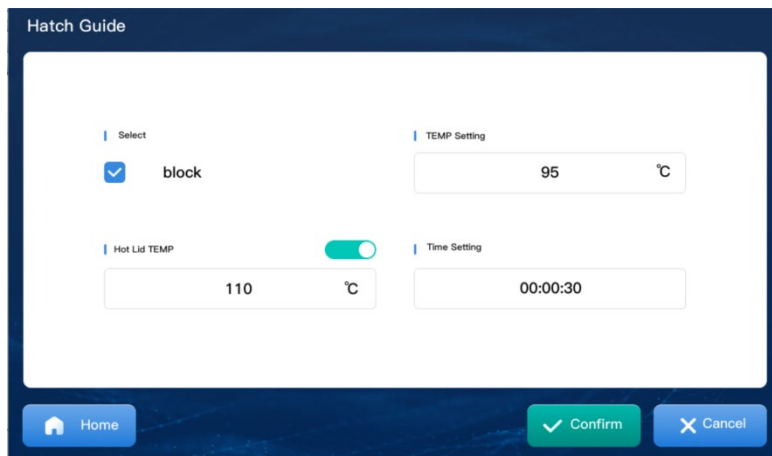 Hatch Guide
Select
TEMP Setting
block
95 ℃
Hot Lid TEMP
Time Setting
110 ℃
00:00:30
Home
Confirm
Cancel